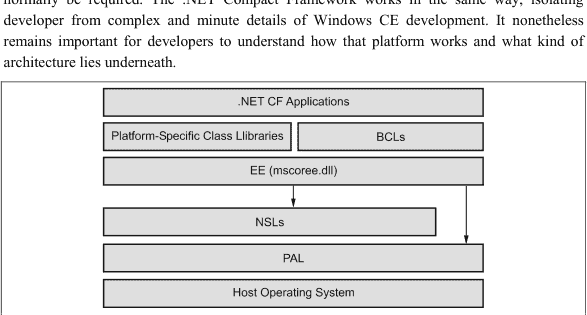 normally be required. The .NET Compact Framework works in the same way, isolating
developer from complex and minute details of Windows CE development. It nonetheless
remains important for developers to understand how that platform works and what kind of
architecture lies underneath.
.NET CF Applications
Platform-Specific Class Llibraries
BCLs
EE (mscoree.dll)
NSLs
PAL
Host Operating System